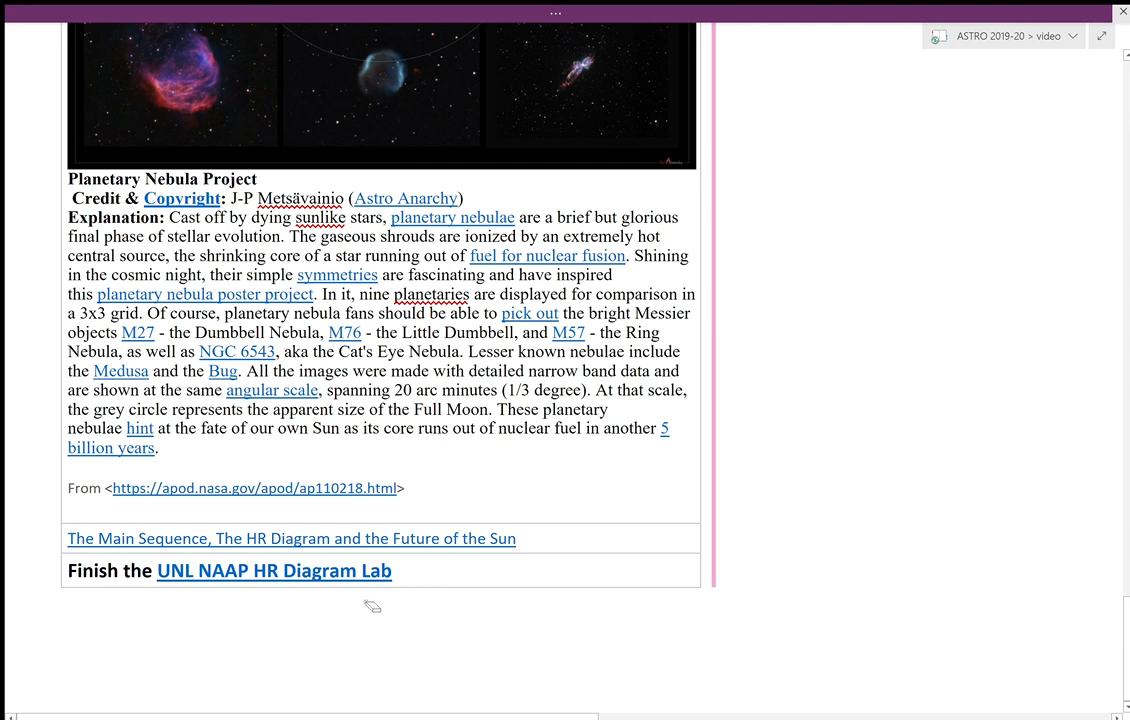 ...
ASTRO 2019-20 > video
Planetary Nebula Project
Credit & Copyright: J-P Metsävainio (Astro Anarchy)
Explanation: Cast off by dying sunlike stars, planetary nebulae are a brief but glorious
final phase of stellar evolution. The gaseous shrouds are ionized by an extremely hot
central source, the shrinking core of a star running out of fuel for nuclear fusion. Shining
in the cosmic night, their simple symmetries are fascinating and have inspired
this planetary nebula poster project. In it, nine planetaries are displayed for comparison in
a 3x3 grid. Of course, planetary nebula fans should be able to pick out the bright Messier
objects M27 - the Dumbbell Nebula, M76 - the Little Dumbbell, and M57 - the Ring
Nebula, as well as NGC 6543, aka the Cat's Eye Nebula. Lesser known nebulae include
the Medusa and the Bug. All the images were made with detailed narrow band data and
are shown at the same angular scale, spanning 20 arc minutes (1/3 degree). At that scale,
the grey circle represents the apparent size of the Full Moon. These planetary
nebulae hint at the fate of our own Sun as its core runs out of nuclear fuel in another 5
billion years.
From <https://apod.nasa.gov/apod/ap110218.html>
The Main Sequence, The HR Diagram and the Future of the Sun
Finish the UNL NAAP HR Diagram Lab